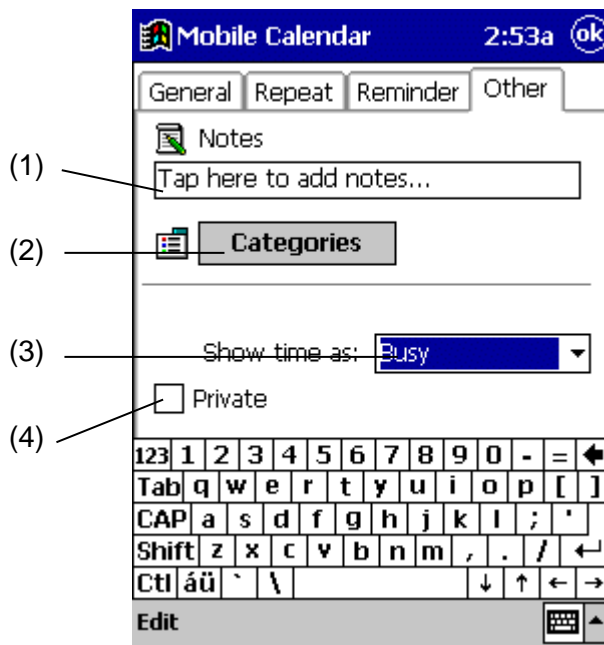 Mobile Calendar 2:53a ok
General Repeat Reminder Other
Notes
(1) Tap here to add notes...
(2) Categories
(3) Show time as: Busy
(4) Private
123 1 2 3 4 5 6 7 8 9 0 - =
Tab q w e r t y u i o p [ ]
CAP a s d f g h j k l ; '
Shift z x c v b n m , . /
Ctl áü ` \
Edit